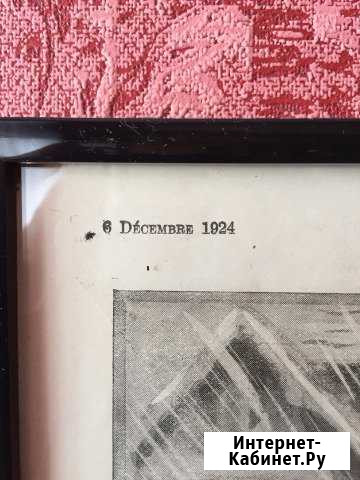 6 Décembre 1924
Интернет-
Кабинет.Ру